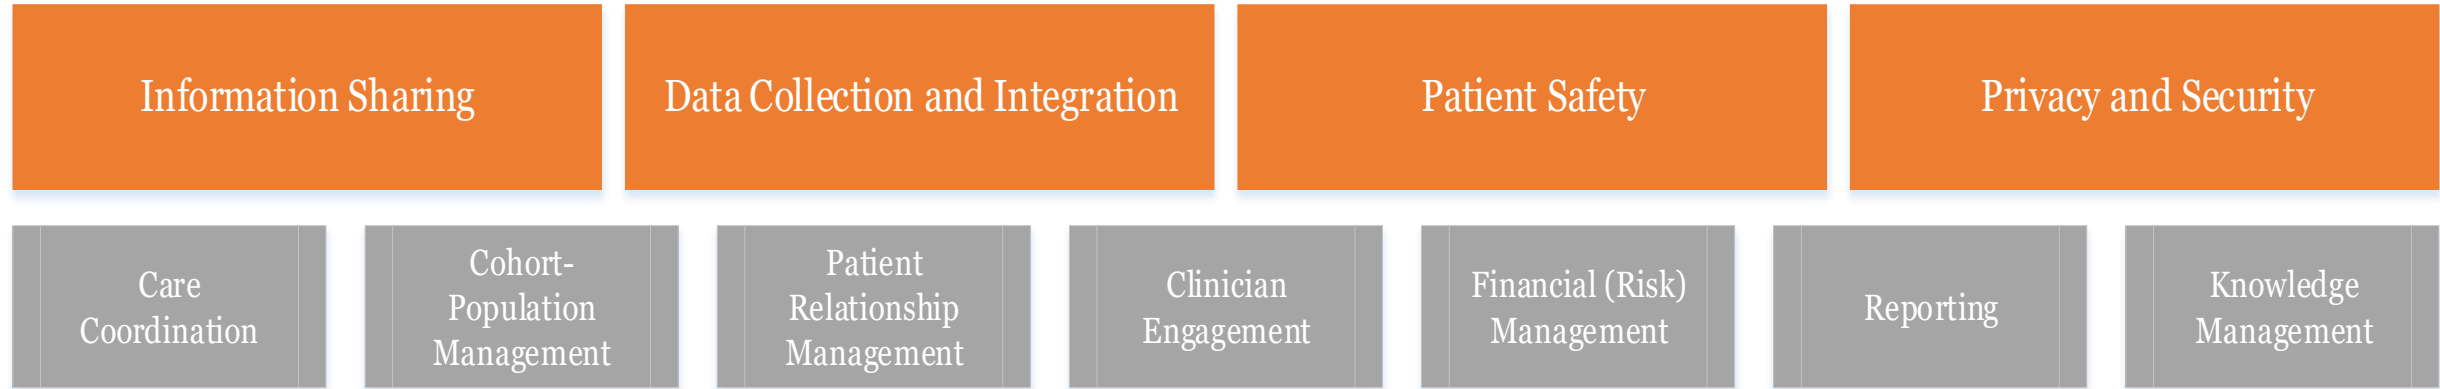 Information Sharing
Data Collection and Integration
Patient Safety
Privacy and Security
Care
Coordination
Cohort-
Population
Management
Patient
Relationship
Management
Clinician
Engagement
Financial (Risk)
Management
Reporting
Knowledge
Management